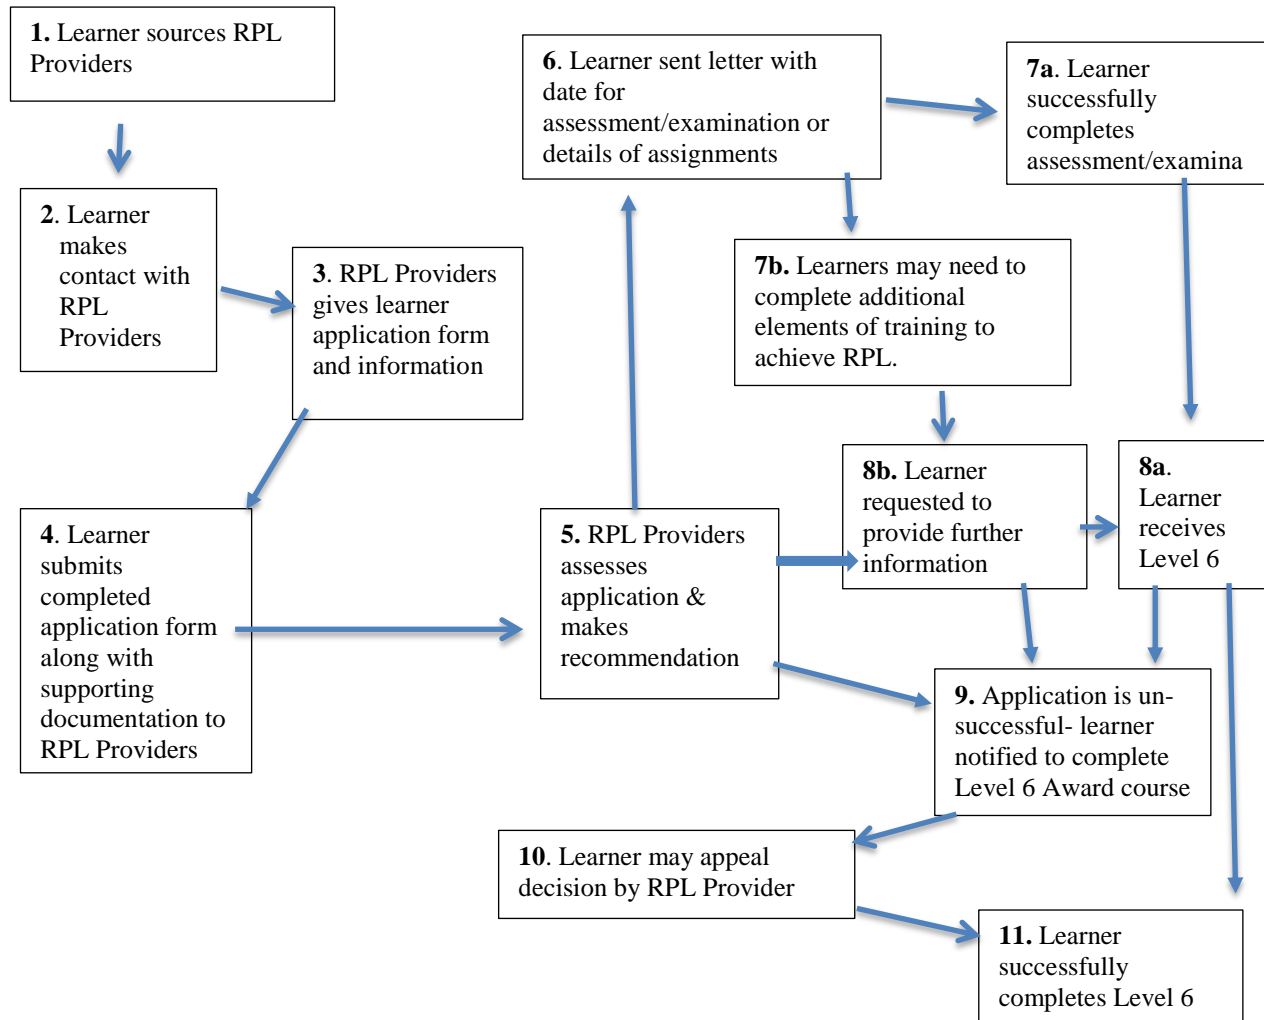 1. Learner sources RPL
Providers
2. Learner
makes
contact with
RPL
Providers
3. RPL Providers
gives learner
application form
and information
4. Learner
submits
completed
application form
along with
supporting
documentation to
RPL Providers
5. RPL Providers
assesses
application &
makes
recommendation
6. Learner sent letter with
date for
assessment/examination or
details of assignments
7a. Learner
successfully
completes
assessment/examina
7b. Learners may need to
complete additional
elements of training to
achieve RPL.
8b. Learner
requested to
provide further
information
8a.
Learner
receives
Level 6
9. Application is un-
successful- learner
notified to complete
Level 6 Award course
10. Learner may appeal
decision by RPL Provider
11. Learner
successfully
completes Level 6